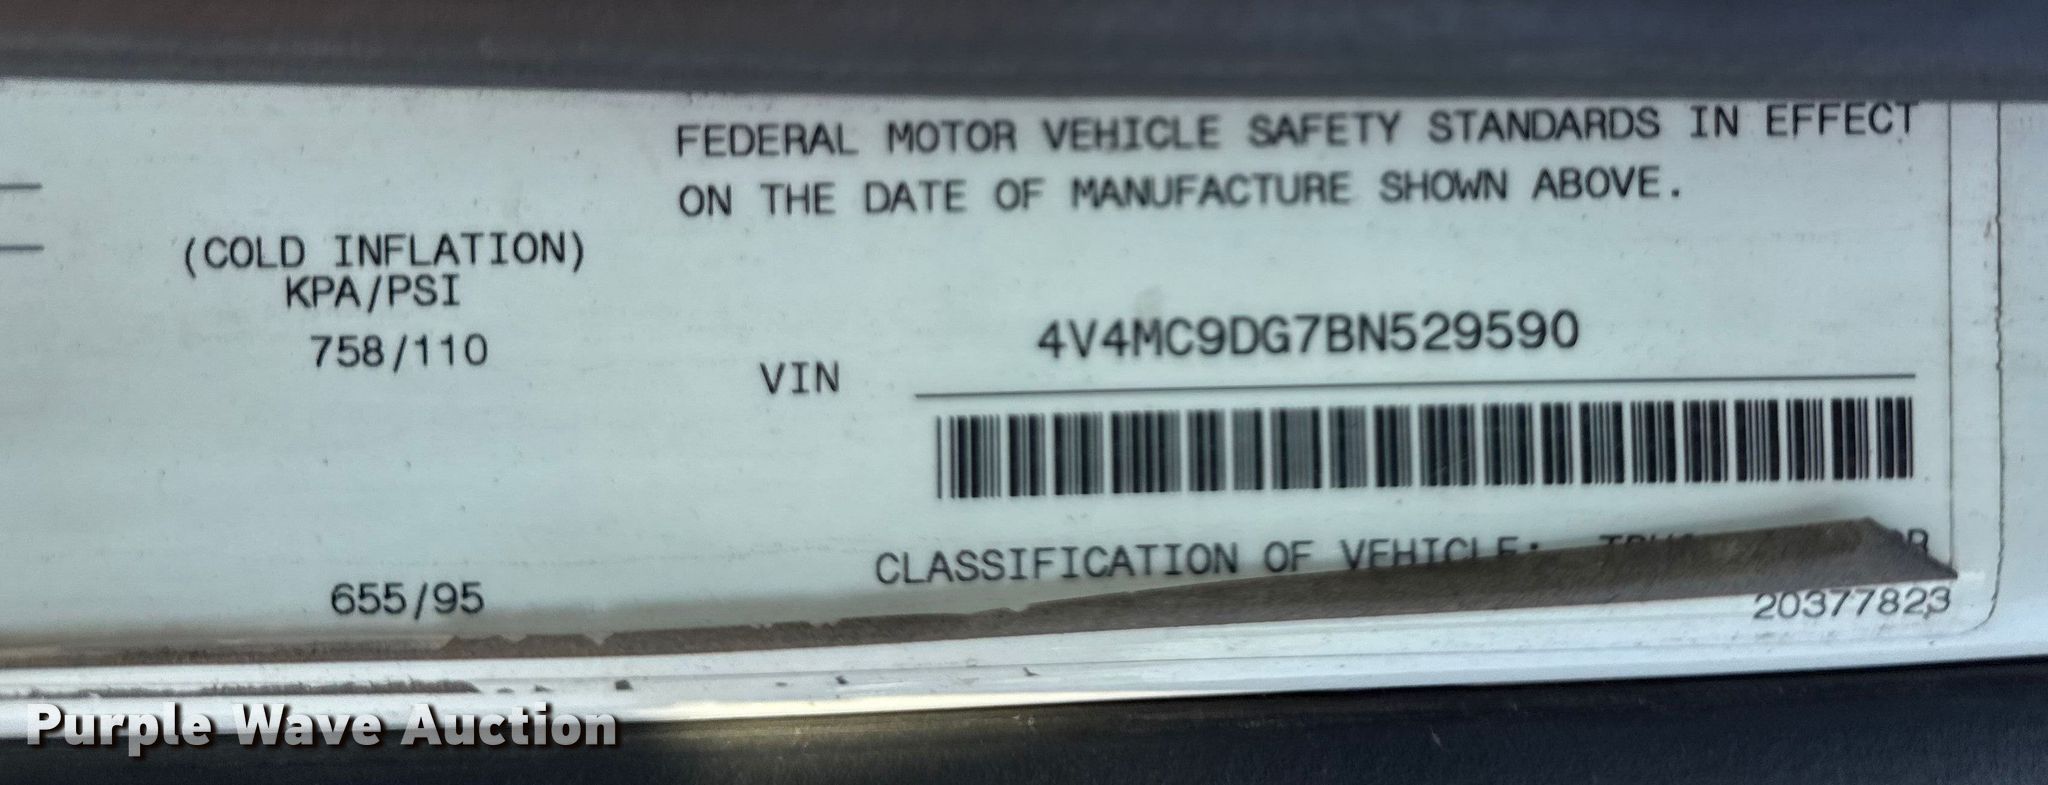 FEDERAL MOTOR VEHICLE SAFETY STANDARDS IN EFFECT
ON THE DATE OF MANUFACTURE SHOWN ABOVE.
(COLD INFLATION)
KPA/PSI
758/110
4V4MC9DG7BN529590
VIN
CLASSIFICATION OF VEHICLE:
655/95
20377823
Purple Wave Auction